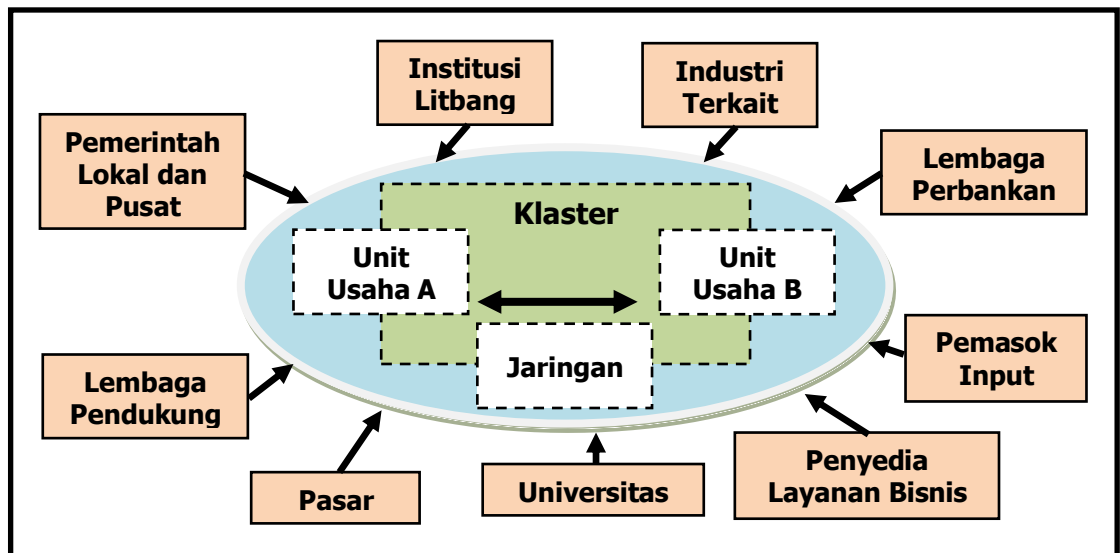 Institusi
Litbang
Industri
Terkait
Pemerintah
Lokal dan
Pusat
Lembaga
Perbankan
Klaster
Unit
Usaha A
Unit
Usaha B
Jaringan
Pemasok
Input
Lembaga
Pendukung
Penyedia
Layanan Bisnis
Universitas
Pasar